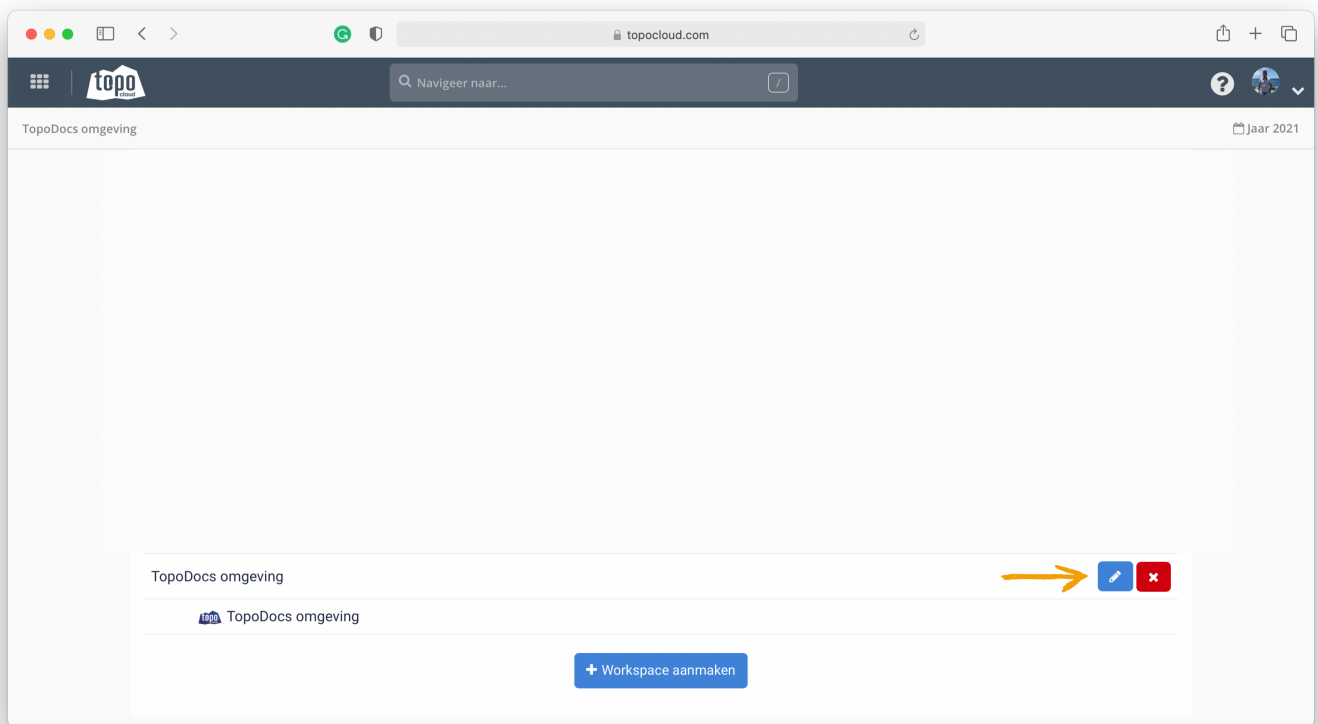 topocloud.com
topo
cloud
Navigeer naar...
/
?
TopoDocs omgeving
Jaar 2021
TopoDocs omgeving
topo TopoDocs omgeving
+ Workspace aanmaken